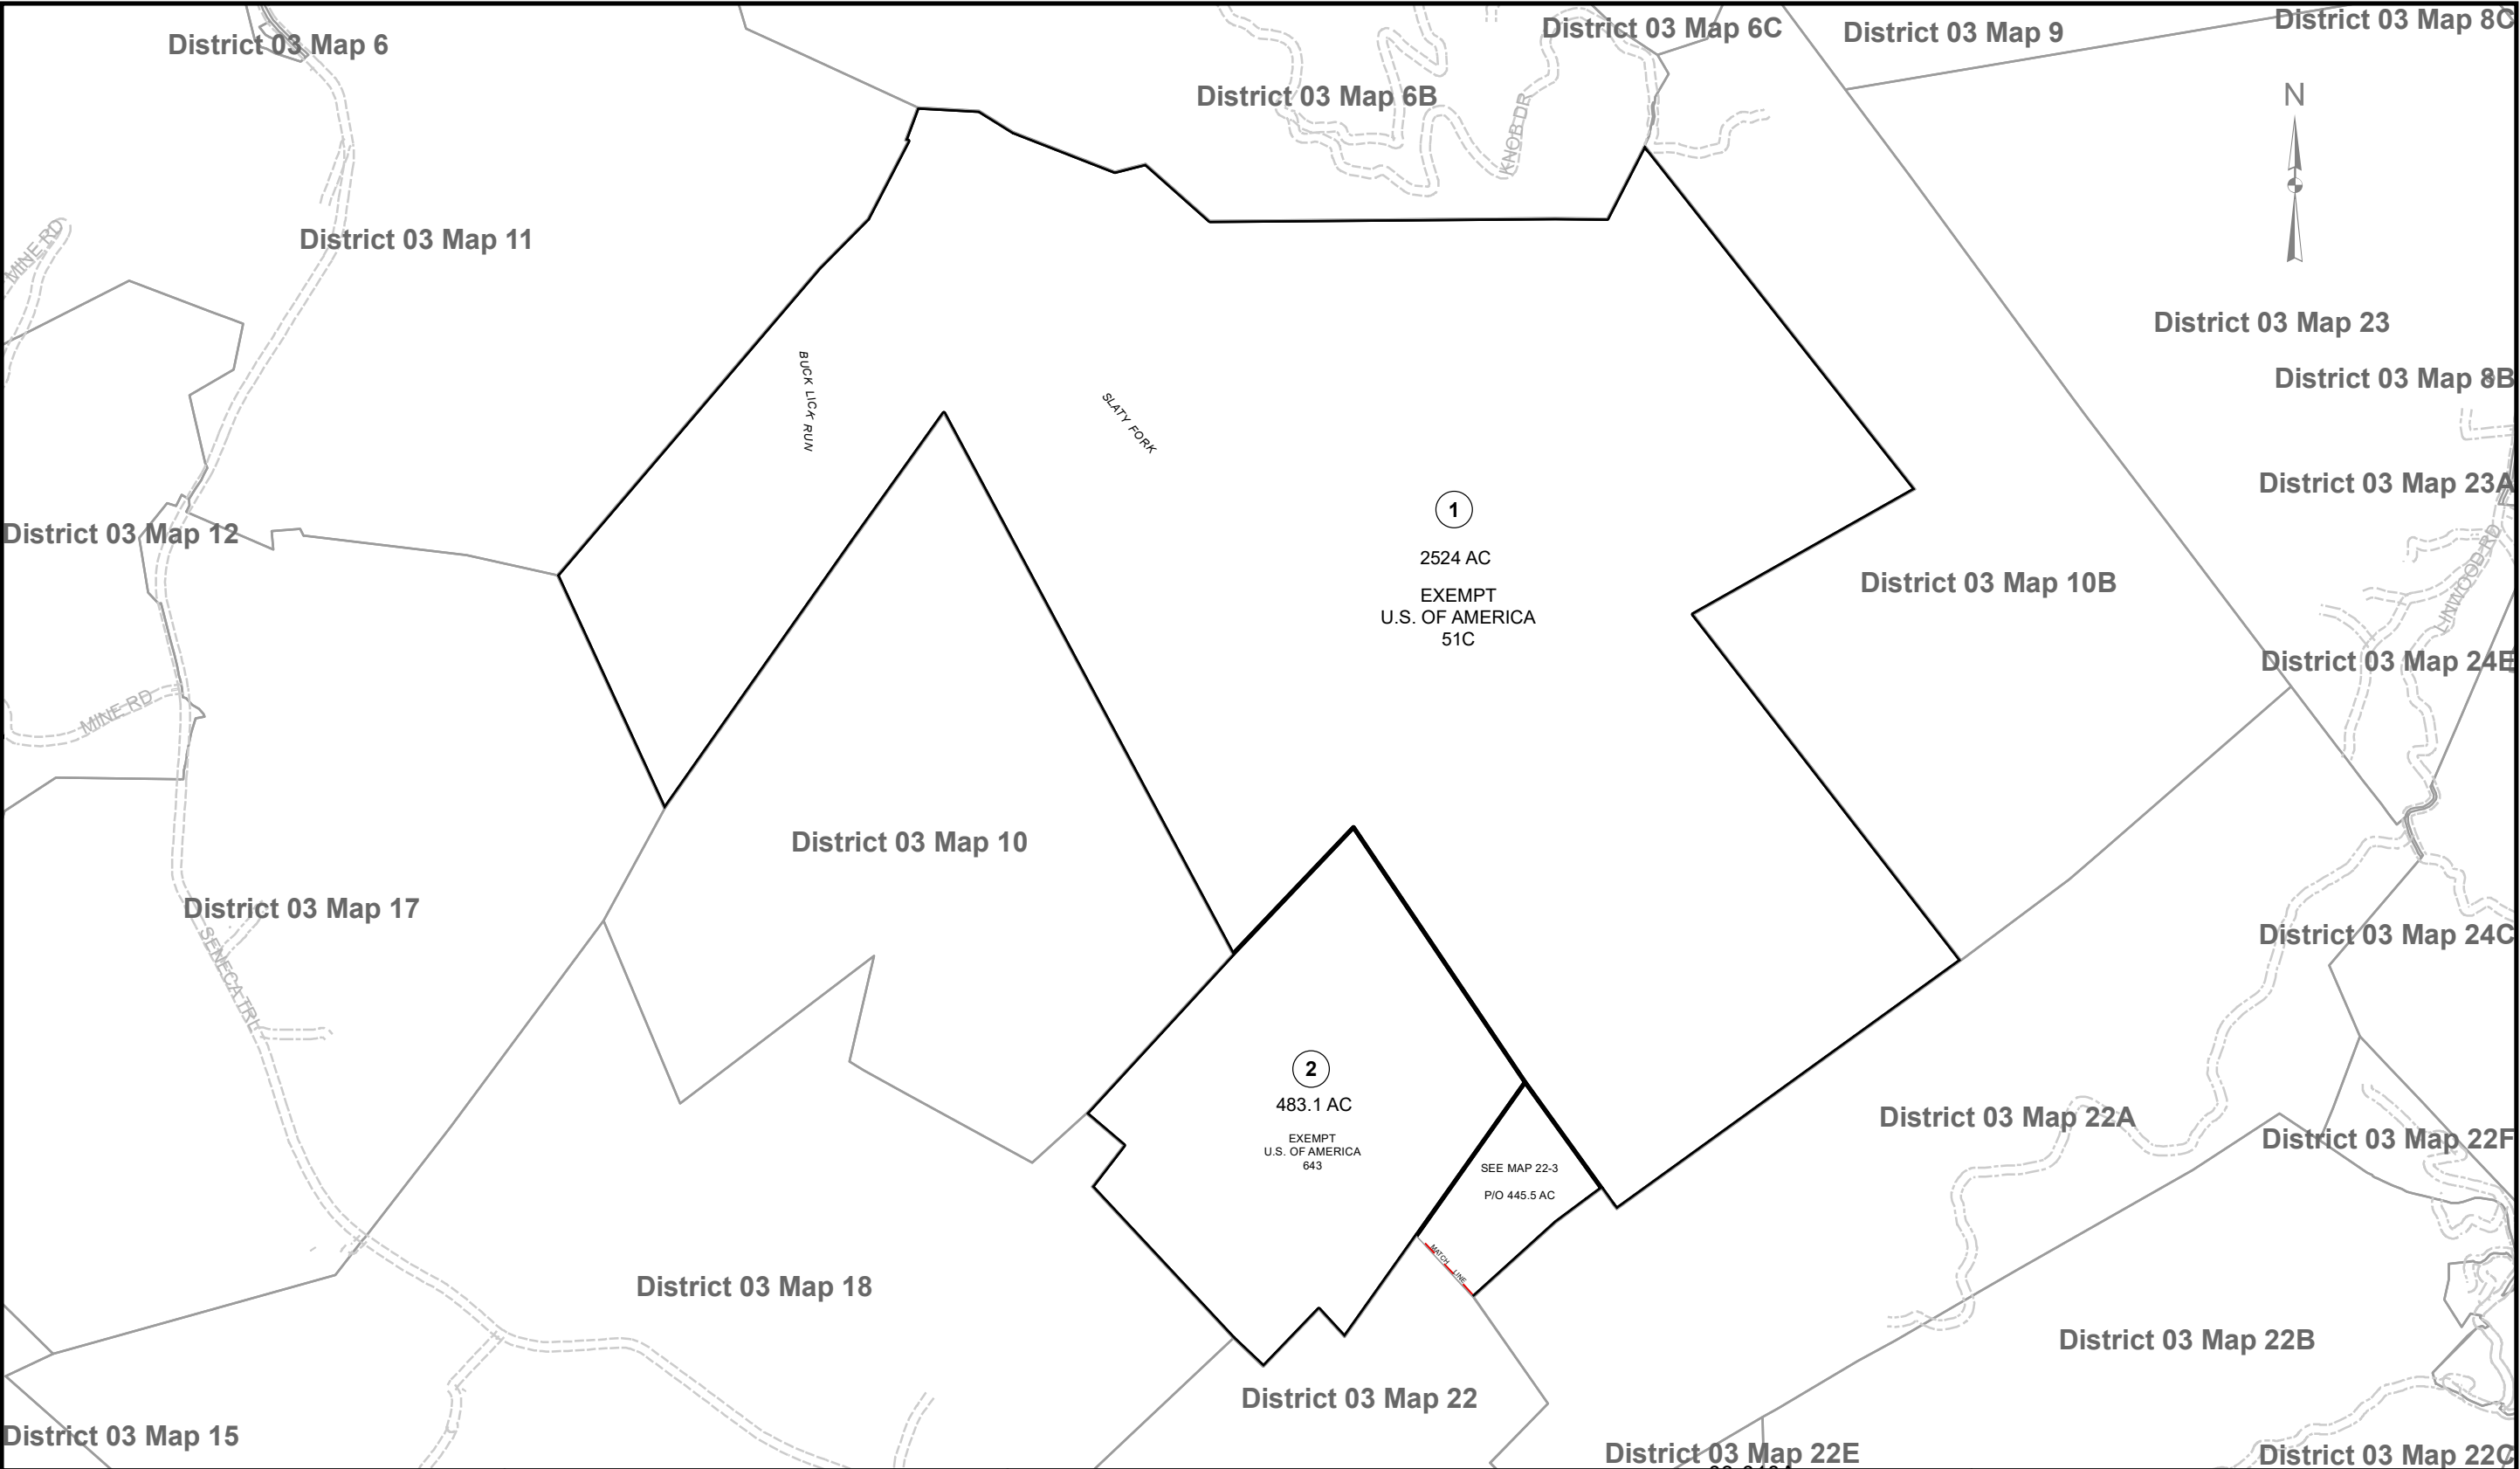 District 03 Map 6
District 03 Map 6C
District 03 Map 9
District 03 Map 8C
District 03 Map 6B
N
KNOB DR
MINE RD
District 03 Map 11
District 03 Map 23
District 03 Map 8B
BUCK LICK RUN
SLATY FORK
District 03 Map 23A
1
2524 AC
EXEMPT
U.S. OF AMERICA
51C
District 03 Map 12
District 03 Map 10B
LINWOOD RD
District 03 Map 24E
MINE RD
District 03 Map 10
District 03 Map 17
SENECA TRL
District 03 Map 24C
2
483.1 AC
EXEMPT
U.S. OF AMERICA
643
SEE MAP 22-3
P/O 445.5 AC
District 03 Map 22A
District 03 Map 22F
MATCH LINE
District 03 Map 18
District 03 Map 22B
District 03 Map 22
District 03 Map 15
District 03 Map 22E
District 03 Map 22C